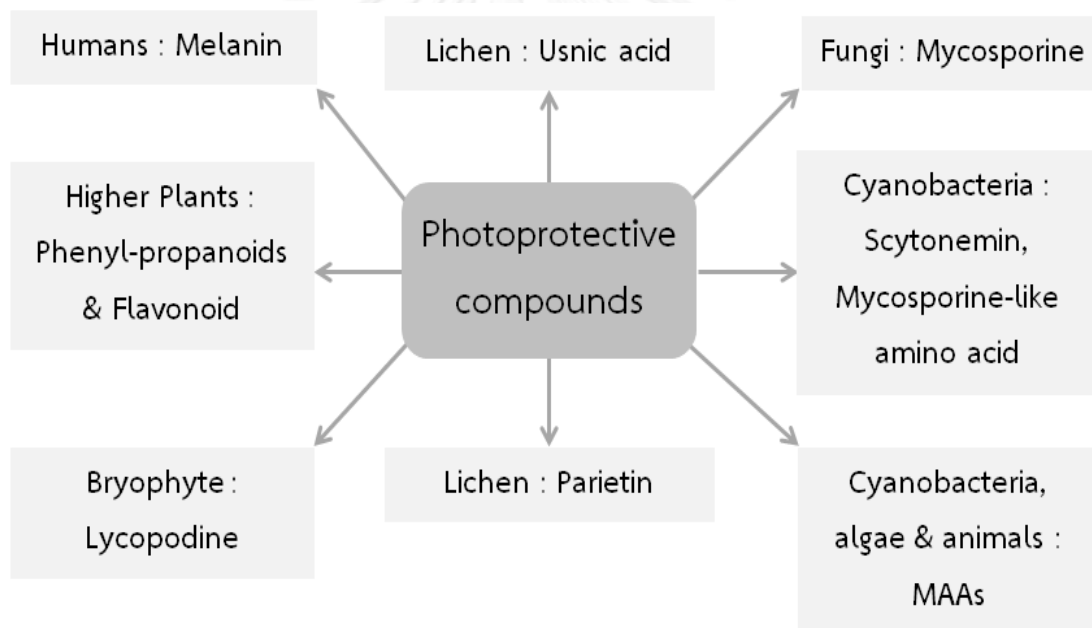 Humans : Melanin
Lichen : Usnic acid
Fungi : Mycosporine
Higher Plants :
Phenyl-propanoids
& Flavonoid
Photoprotective
compounds
Cyanobacteria :
Scytonemin,
Mycosporine-like
amino acid
Bryophyte :
Lycopodine
Lichen : Parietin
Cyanobacteria,
algae & animals :
MAAs